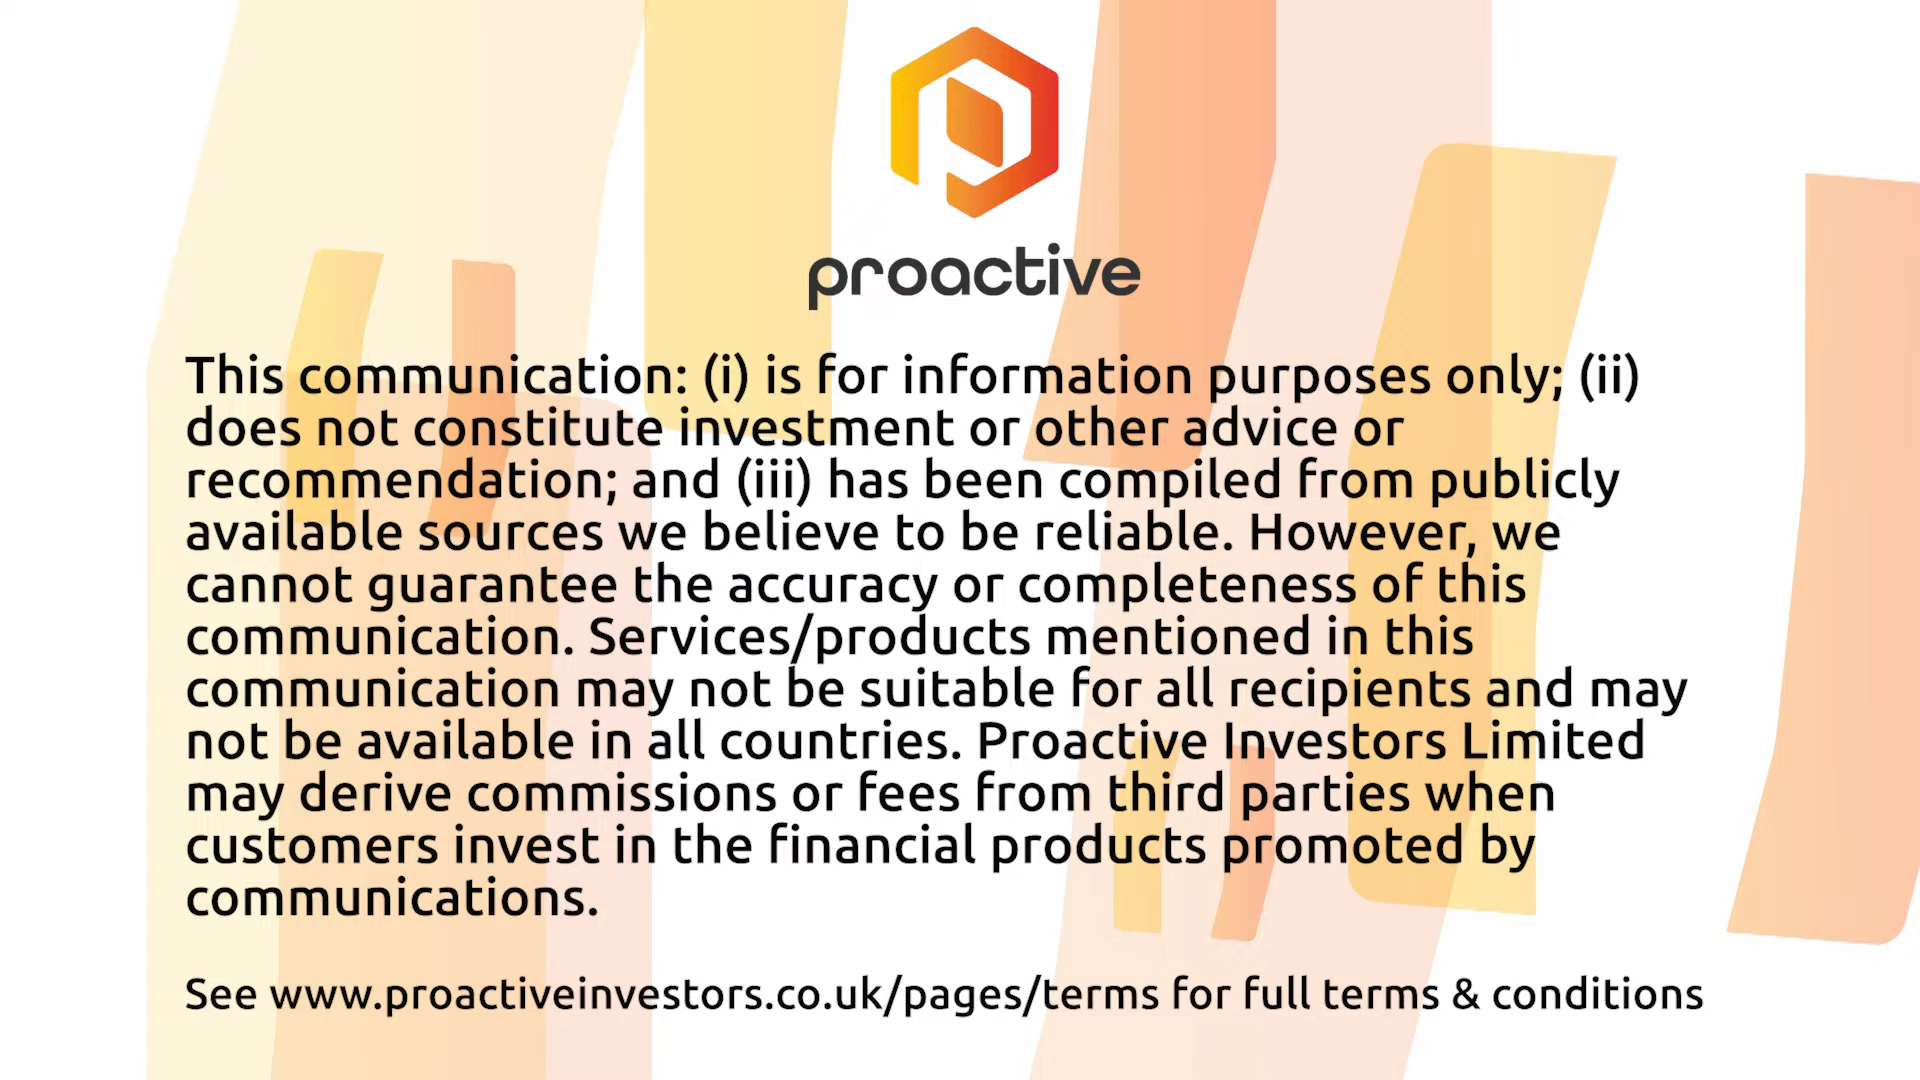 proactive
This communication: (i) is for information purposes only; (ii)
does not constitute investment or other advice or
recommendation; and (iii) has been compiled from publicly
available sources we believe to be reliable. However, we
cannot guarantee the accuracy or completeness of this
communication. Services/products mentioned in this
communication may not be suitable for all recipients and may
not be available in all countries. Proactive Investors Limited
may derive commissions or fees from third parties when
customers invest in the financial products promoted by
communications.
See www.proactiveinvestors.co.uk/pages/terms for full terms & conditions